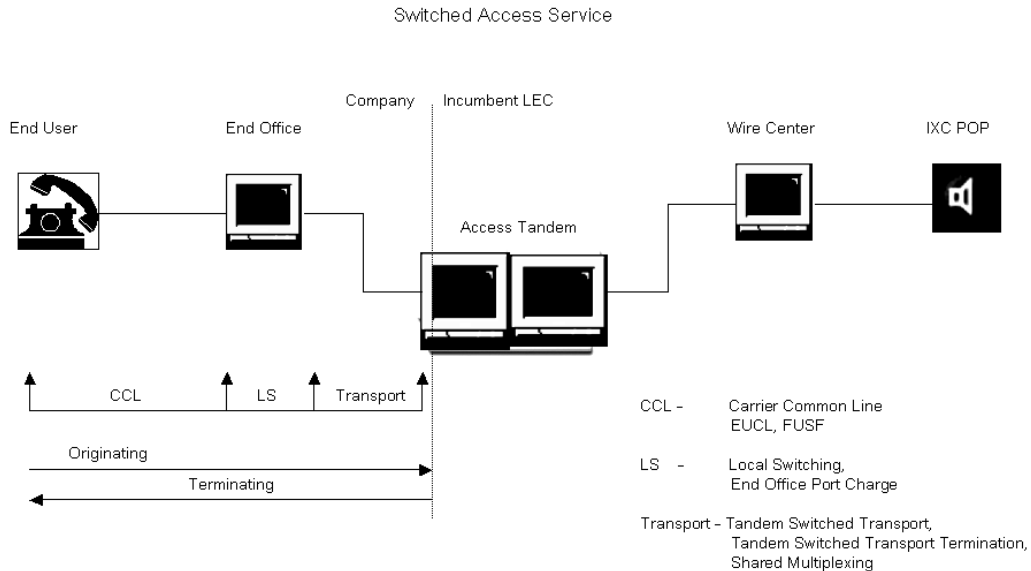 Switched Access Service
Company
Incumbent LEC
End User
End Office
Wire Center
IXC POP
Access Tandem
CCL
LS
Transport
Originating
Terminating
CCL - Carrier Common Line
EUCL, FUSF
LS - Local Switching,
End Office Port Charge
Transport - Tandem Switched Transport,
Tandem Switched Transport Termination,
Shared Multiplexing